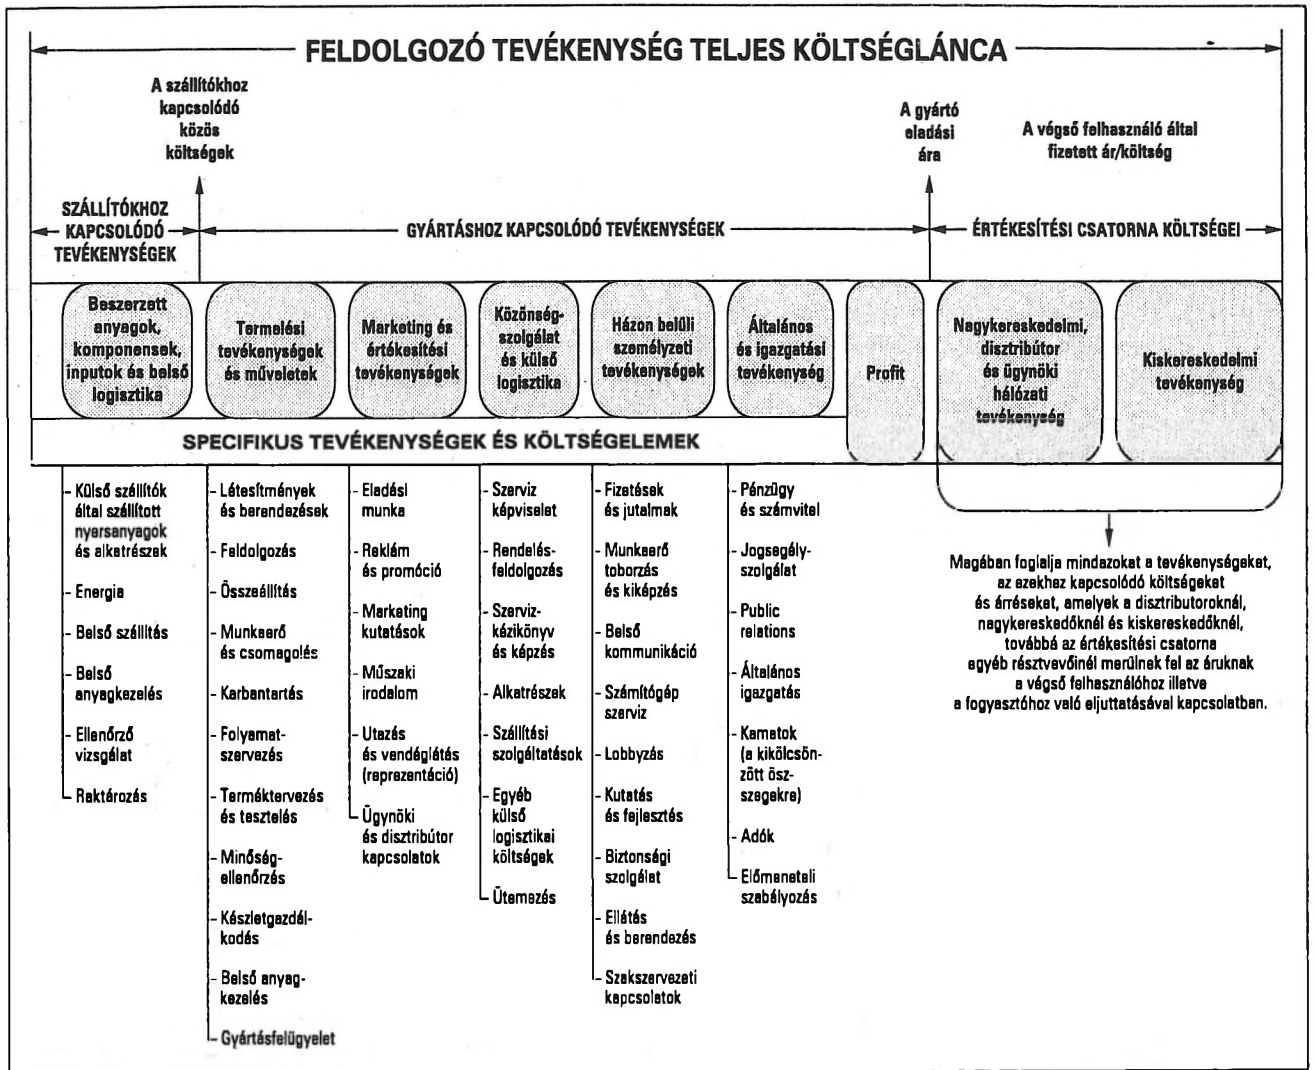 FELDOLGOZÓ TEVÉKENYSÉG TELJES KÖLTSÉGLÁNCA
A szállítókhoz
kapcsolódó
közös
költségek
A gyártó
eladási
ára
A végső felhasználó által
fizetett ár/költség
SZÁLLÍTÓKHOZ
KAPCSOLÓDÓ
TEVÉKENYSÉGEK
GYÁRTÁSHOZ KAPCSOLÓDÓ TEVÉKENYSÉGEK
ÉRTÉKESÍTÉSI CSATORNA KÖLTSÉGEI
Beszerzett
anyagok,
komponensek,
inputok és belső
logisztika
Termelési
tevékenységek
és műveletek
Marketing és
értékesítési
tevékenységek
Közönség-
szolgálat
és külső
logisztika
Házon belüli
személyzeti
tevékenységek
Általános
és igazgatási
tevékenység
Profit
Nagykereskedelmi,
disztribútor
és ügynöki
hálózati
tevékenység
Kiskereskedelmi
tevékenység
SPECIFIKUS TEVÉKENYSÉGEK ÉS KÖLTSÉGELEMEK
- Külső szállítók
által szállított
nyersanyagok
és alkatrészek
- Energia
- Belső szállítás
- Belső
anyagkezelés
- Ellenőrző
vizsgálat
- Raktározás
- Létesítmények
és berendezések
- Feldolgozás
- Összeállítás
- Munkaerő
és csomagolés
- Karbantartás
- Folyamat-
szervezés
- Terméktervezés
és tesztelés
- Minőség-
ellenőrzés
- Készletgazdál-
kodás
- Belső anyag-
kezelés
- Gyártásfelügyelet
- Eladási
munka
- Reklám
és promóció
- Marketing
kutatások
- Műszaki
irodalom
- Utazás
és vendéglátás
(reprezentáció)
- Ügynöki
és disztribútor
kapcsolatok
- Szerviz
képviselet
- Rendelés-
feldolgozás
- Szerviz-
kézikönyv
és képzés
- Alkatrészek
- Szállítási
szolgáltatások
- Egyéb
külső
logisztikai
költségek
- Ütemezés
- Fizetések
és jutalmak
- Munkaerő
toborzás
és kiképzés
- Belső
kommunikáció
- Számítógép
szerviz
- Lobbyzás
- Kutatás
és fejlesztés
- Biztonsági
szolgálat
- Ellátás
és berendezés
- Szakszervezeti
kapcsolatok
- Pénzügy
és számvitel
- Jogsegély-
szolgálat
- Public
relations
- Általános
igazgatás
- Kamatok
(a kikölcsön-
zött ösz-
szegekre)
- Adók
- Előmeneteli
szabályozás
Magában foglalja mindazokat a tevékenységeket,
az ezekhez kapcsolódó költségeket
és árréseket, amelyek a disztributoroknál,
nagykereskedőknél és kiskereskedőknél,
továbbá az értékesítési csatorna
egyéb résztvevőinél merülnek fel az áruknak
a végső felhasználóhoz illetve
a fogyasztóhoz való eljuttatásával kapcsolatban.